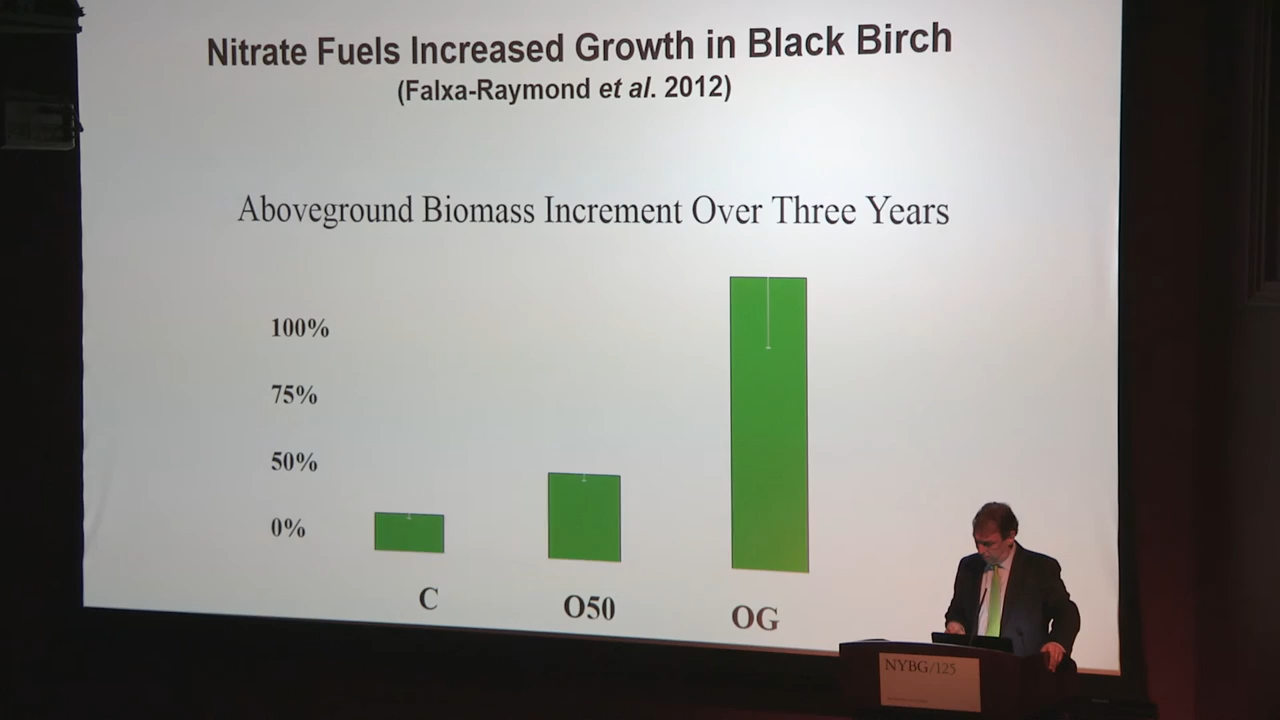 Nitrate Fuels Increased Growth in Black Birch
(Falxa-Raymond et al. 2012)
Aboveground Biomass Increment Over Three Years
100%
75%
50%
0%
C
O50
OG
NYBG/125